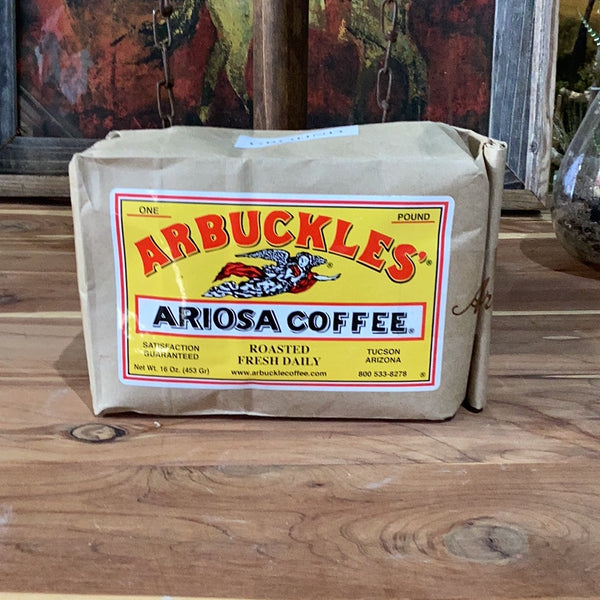 ONE
POUND
ARBUCKLES'®
ARIOSA COFFEE®
SATISFACTION
GUARANTEED
Net Wt. 16 Oz. (453 Gr)
ROASTED
FRESH DAILY
www.arbucklecoffee.com
TUCSON
ARIZONA
800 533-8278 ®
Ar